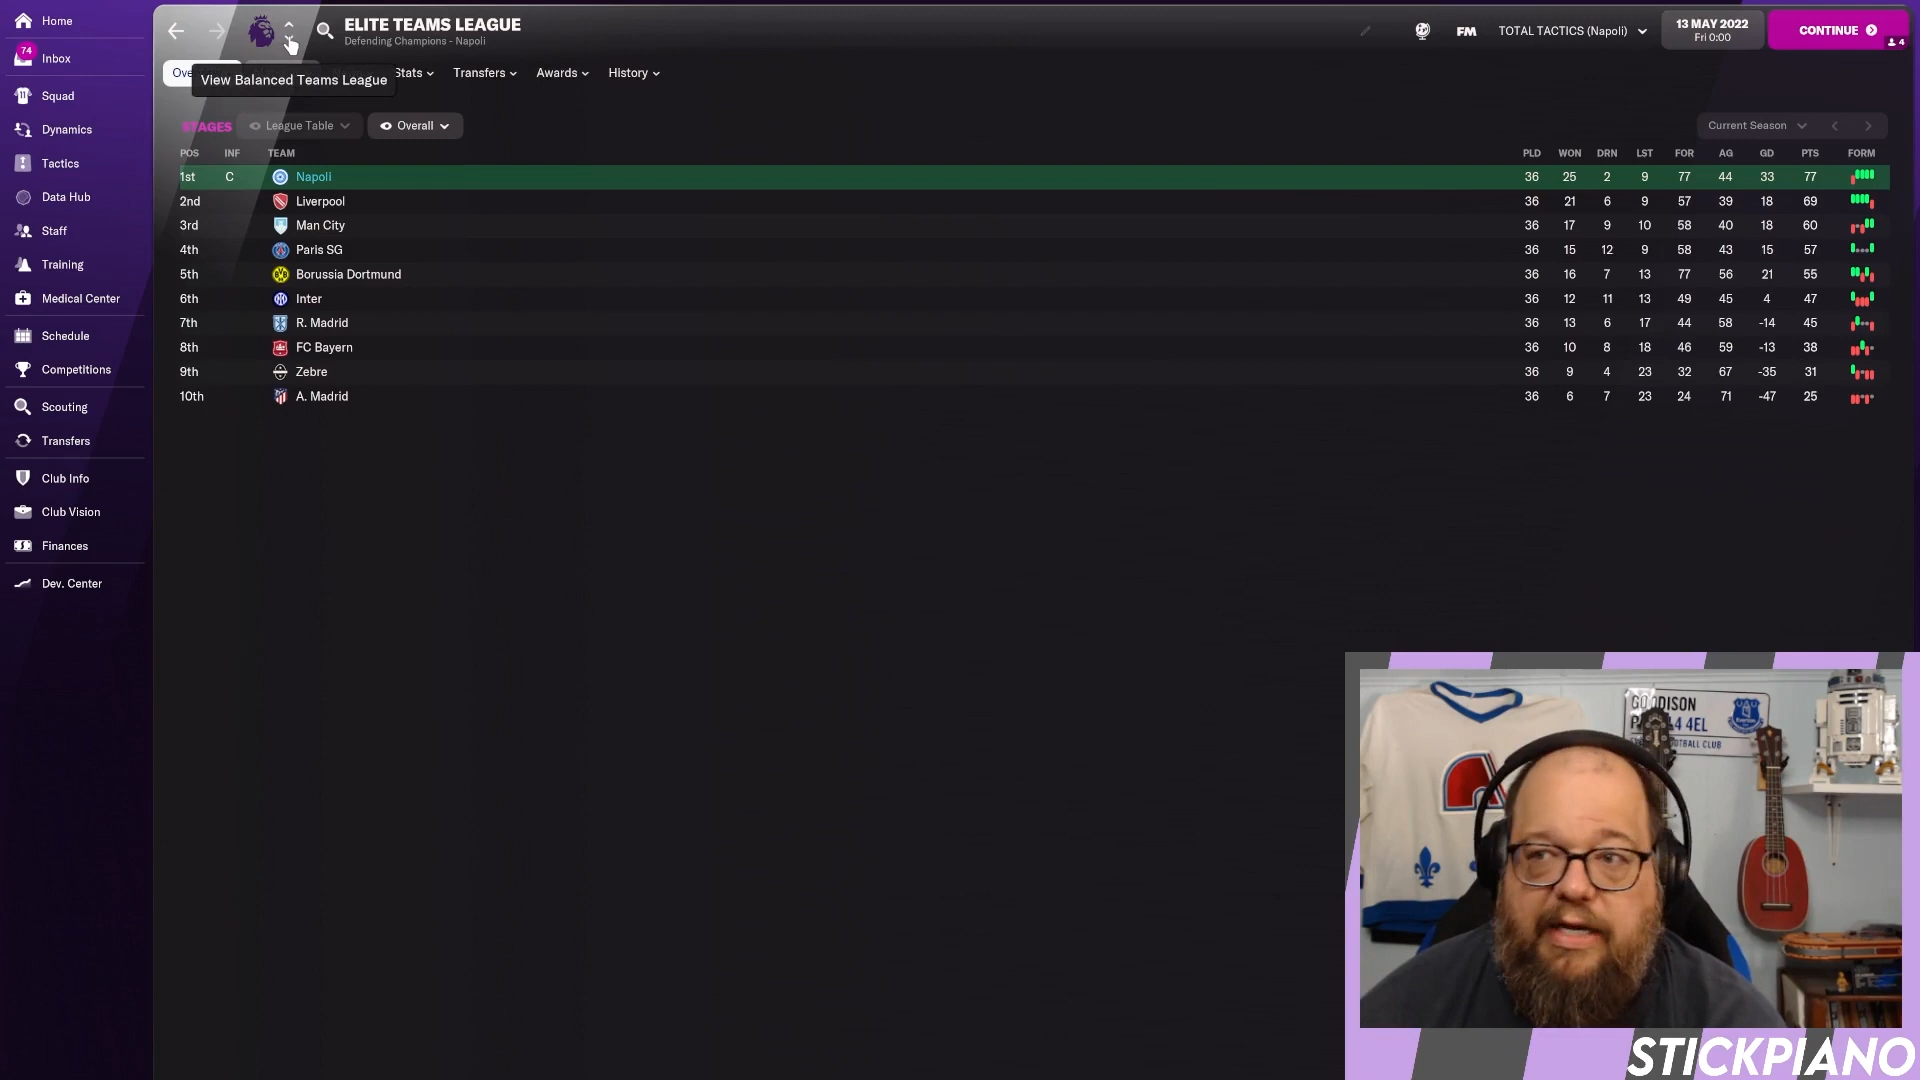 Home
74
Inbox
Squad
Dynamics
Tactics
Data Hub
Staff
Training
Medical Center
Schedule
Competitions
Scouting
Transfers
Club Info
Club Vision
Finances
Dev. Center
ELITE TEAMS LEAGUE
Defending Champions - Napoli
FM
TOTAL TACTICS (Napoli)
13 MAY 2022
Fri 0:00
CONTINUE
4
View Balanced Teams League
Stats Transfers Awards History
STAGES League Table Overall Current Season
POS INF TEAM PLD WON DRN LST FOR AG GD PTS FORM
1st C Napoli 36 25 2 9 77 44 33 77
2nd Liverpool 36 21 6 9 57 39 18 69
3rd Man City 36 17 9 10 58 40 18 60
4th Paris SG 36 15 12 9 58 43 15 57
5th Borussia Dortmund 36 16 7 13 77 56 21 55
6th Inter 36 12 11 13 49 45 4 47
7th R. Madrid 36 13 6 17 44 58 -14 45
8th FC Bayern 36 10 8 18 46 59 -13 38
9th Zebre 36 9 4 23 32 67 -35 31
10th A. Madrid 36 6 7 23 24 71 -47 25
4EL
STICKPIANO